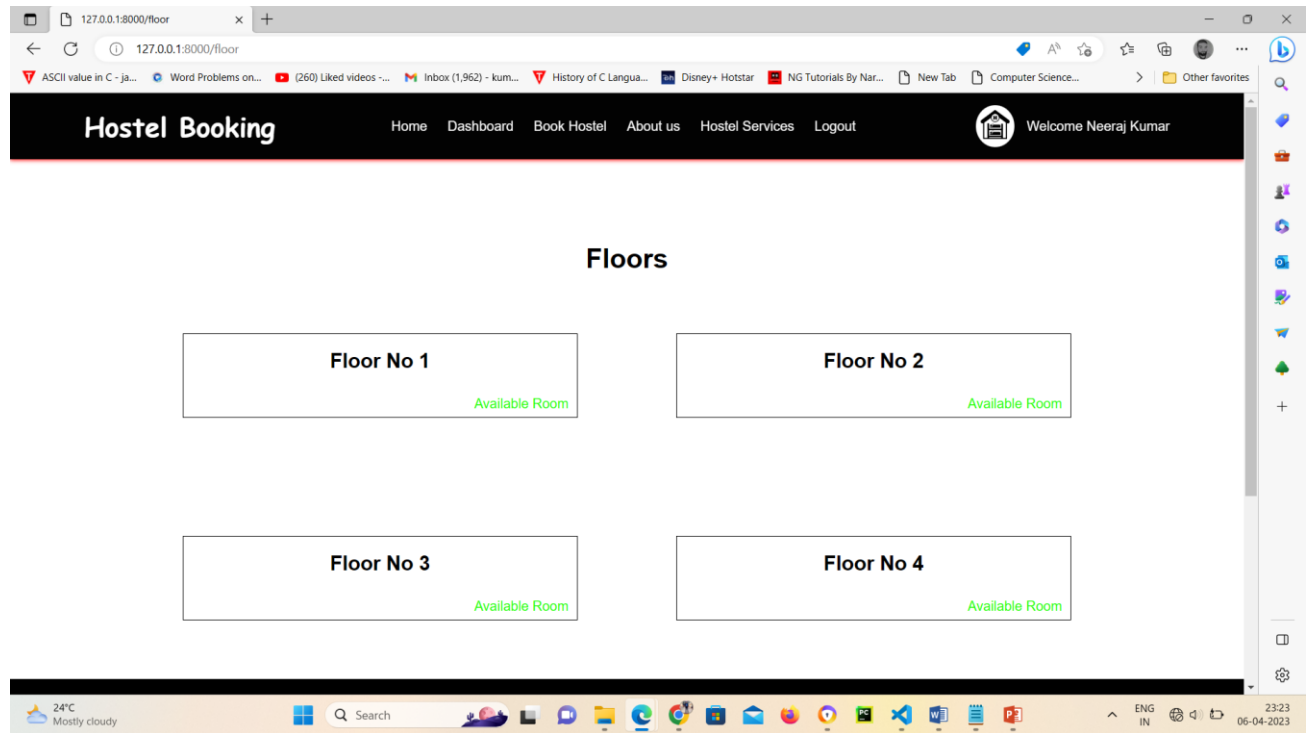 127.0.0.1:8000/floor
127.0.0.1:8000/floor
ASCII value in C - ja... Word Problems on... (260) Liked videos -... Inbox (1,962) - kum... History of C Langua... Disney+ Hotstar NG Tutorials By Nar... New Tab Computer Science... Other favorites
Hostel Booking Home Dashboard Book Hostel About us Hostel Services Logout Welcome Neeraj Kumar
Floors
Floor No 1 Floor No 2
Available Room Available Room
Floor No 3 Floor No 4
Available Room Available Room
24°C
Mostly cloudy
Search
ENG
IN
23:23
06-04-2023